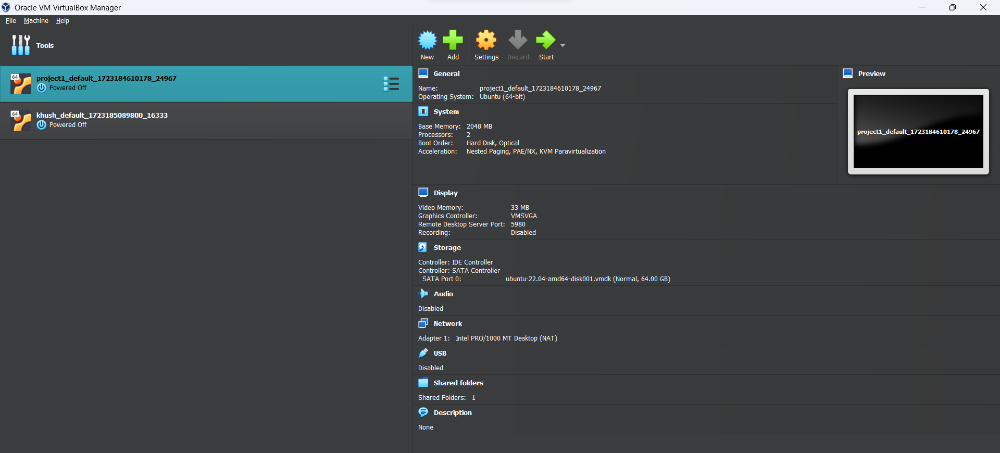 Oracle VM VirtualBox Manager
File Machine Help
Tools
New Add Settings Discard Start
64 project1_default_1723184610178_24967
Powered Off
64 khush_default_1723185089800_16333
Powered Off
General
Name: project1_default_1723184610178_24967
Operating System: Ubuntu (64-bit)
System
Base Memory: 2048 MB
Processors: 2
Boot Order: Hard Disk, Optical
Acceleration: Nested Paging, PAE/NX, KVM Paravirtualization
Preview
project1_default_1723184610178_24967
Display
Video Memory: 33 MB
Graphics Controller: VMSVGA
Remote Desktop Server Port: 5980
Recording: Disabled
Storage
Controller: IDE Controller
Controller: SATA Controller
SATA Port 0: ubuntu-22.04-amd64-disk001.vmdk (Normal, 64.00 GB)
Audio
Disabled
Network
Adapter 1: Intel PRO/1000 MT Desktop (NAT)
USB
Disabled
Shared folders
Shared Folders: 1
Description
None